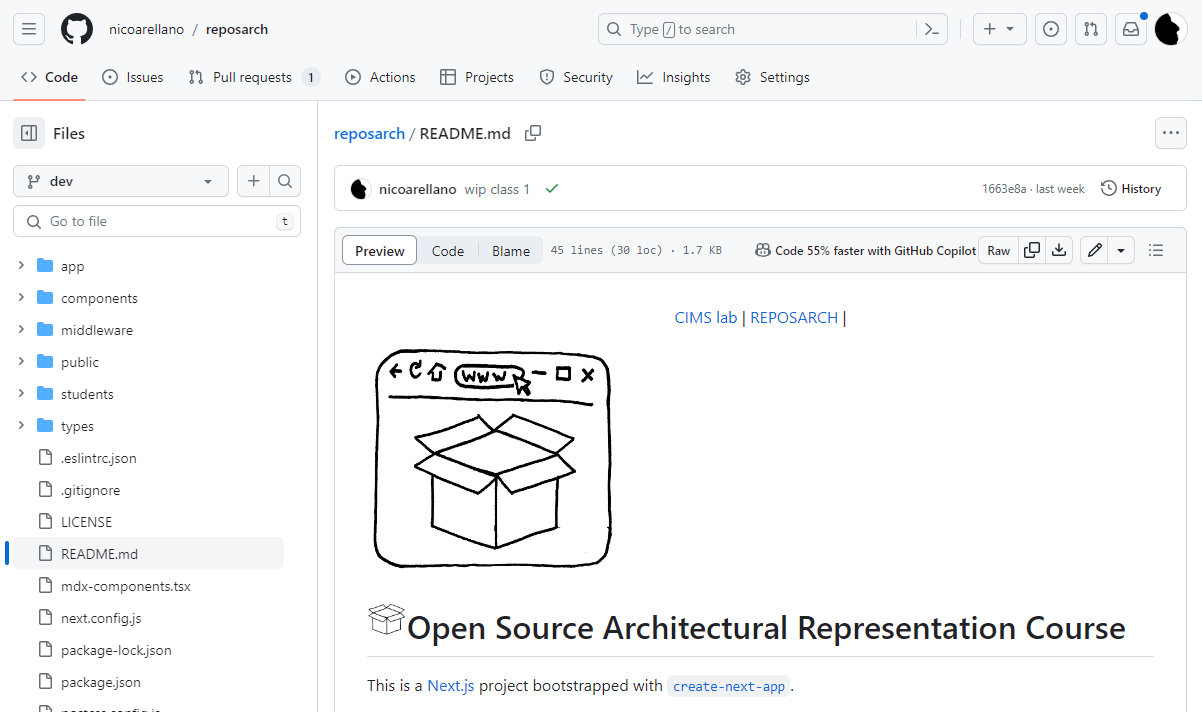 nicoarellano / reposarch
Type / to search
Code Issues Pull requests 1 Actions Projects Security Insights Settings
Files
dev
Go to file t
app
components
middleware
public
students
types
.eslintrc.json
.gitignore
LICENSE
README.md
mdx-components.tsx
next.config.js
package-lock.json
package.json
postcss.config.js
reposarch / README.md
nicoarellano wip class 1
1663e8a · last week History
Preview Code Blame 45 lines (30 loc) · 1.7 KB Code 55% faster with GitHub Copilot Raw
CIMS lab | REPOSARCH |
WWW
Open Source Architectural Representation Course
This is a Next.js project bootstrapped with create-next-app.